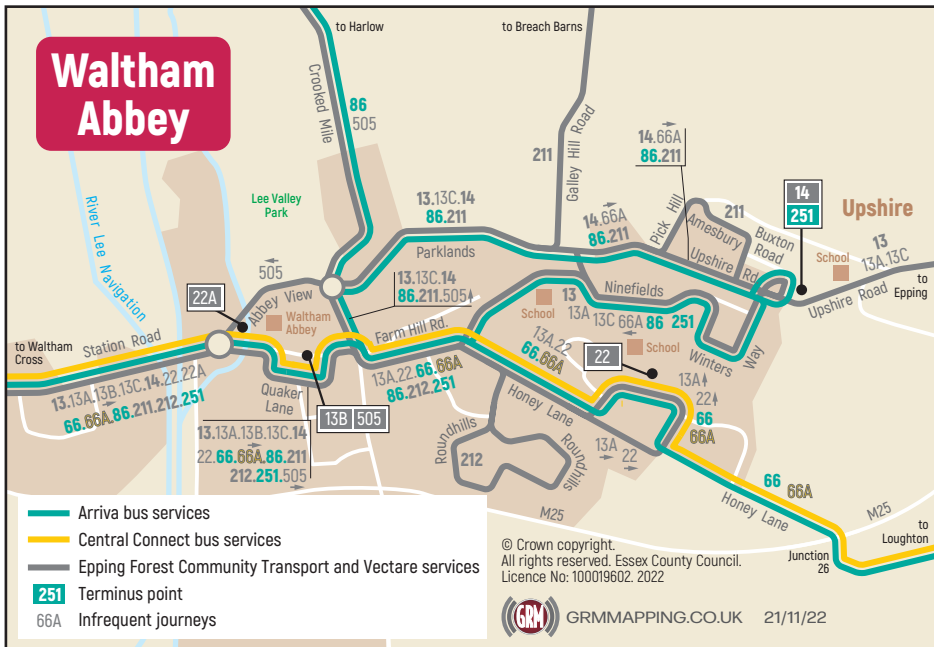 Waltham
Abbey
to Harlow
to Breach Barns
Crooked Mile
86
505
Galley Hill Road
211
14.66A
86.211
River Lee Navigation
Lee Valley
Park
13.13C.14
86.211
Parklands
14.66A
86.211
Pick Hill
211
Amesbury
Buxton
Road
Upshire Rd.
14
251
Upshire
School
13
13A.13C
to
Epping
Upshire Road
505
Abbey View
22A
Waltham
Abbey
13.13C.14
86.211.505
Farm Hill Rd.
School
13
13A
Ninefields
13C 66A 86 251
School
Winters
Way
to Waltham
Cross
Station Road
13.13A.13B.13C.14.22.22A
66.66A.86.211.212.251
Quaker
Lane
13B 505
13A.22.66.66A
86.212.251
13A.22
66.66A
22
13A
22
66
66A
Honey Lane
13.13A.13B.13C.14
22.66.66A.86.211
212.251.505
Roundhills
212
Roundhills
13A
22
66
66A
Honey Lane
M25
M25
to
Loughton
Junction
26
Arriva bus services
Central Connect bus services
Epping Forest Community Transport and Vectare services
251 Terminus point
66A Infrequent journeys
© Crown copyright.
All rights reserved. Essex County Council.
Licence No: 100019602. 2022
GRM GRMMAPPING.CO.UK 21/11/22